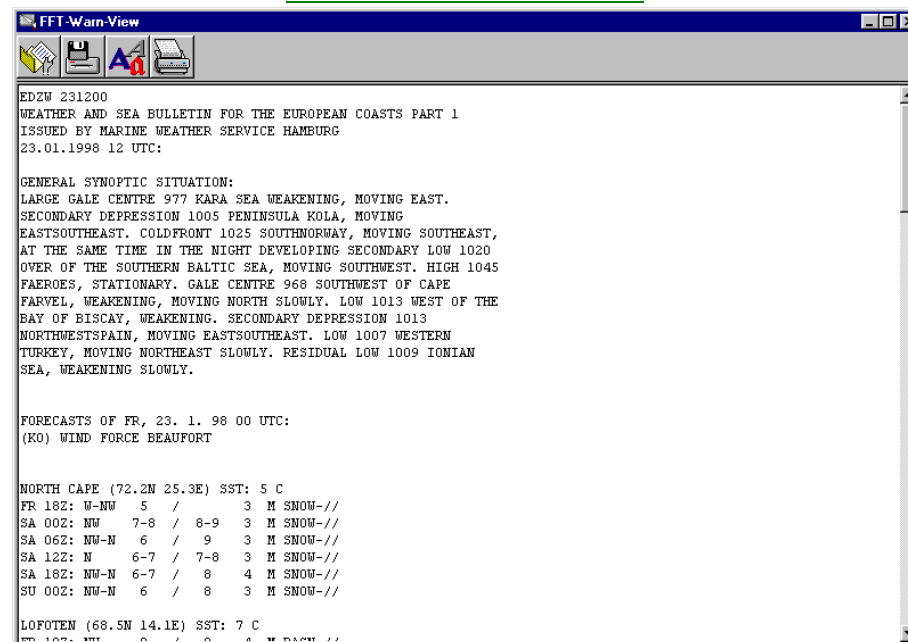 FFT-Warn-View
EDZW 231200
WEATHER AND SEA BULLETIN FOR THE EUROPEAN COASTS PART 1
ISSUED BY MARINE WEATHER SERVICE HAMBURG
23.01.1998 12 UTC:
GENERAL SYNOPTIC SITUATION:
LARGE GALE CENTRE 977 KARA SEA WEAKENING, MOVING EAST.
SECONDARY DEPRESSION 1005 PENINSULA KOLA, MOVING
EASTSOUTHEAST. COLDFRONT 1025 SOUTHNORWAY, MOVING SOUTHEAST,
AT THE SAME TIME IN THE NIGHT DEVELOPING SECONDARY LOW 1020
OVER OF THE SOUTHERN BALTIC SEA, MOVING SOUTHWEST. HIGH 1045
FAEROES, STATIONARY. GALE CENTRE 968 SOUTHWEST OF CAPE
FARVEL, WEAKENING, MOVING NORTH SLOWLY. LOW 1013 WEST OF THE
BAY OF BISCAY, WEAKENING. SECONDARY DEPRESSION 1013
NORTHWESTSPAIN, MOVING EASTSOUTHEAST. LOW 1007 WESTERN
TURKEY, MOVING NORTHEAST SLOWLY. RESIDUAL LOW 1009 IONIAN
SEA, WEAKENING SLOWLY.
FORECASTS OF FR, 23. 1. 98 00 UTC:
(KO) WIND FORCE BEAUFORT
NORTH CAPE (72.2N 25.3E) SST: 5 C
FR 18Z: W-NW 5 / 3 M SNOW-//
SA 00Z: NW 7-8 / 8-9 3 M SNOW-//
SA 06Z: NW-N 6 / 9 3 M SNOW-//
SA 12Z: N 6-7 / 7-8 3 M SNOW-//
SA 18Z: NW-N 6-7 / 8 4 M SNOW-//
SU 00Z: NW-N 6 / 8 3 M SNOW-//
LOFOTEN (68.5N 14.1E) SST: 7 C